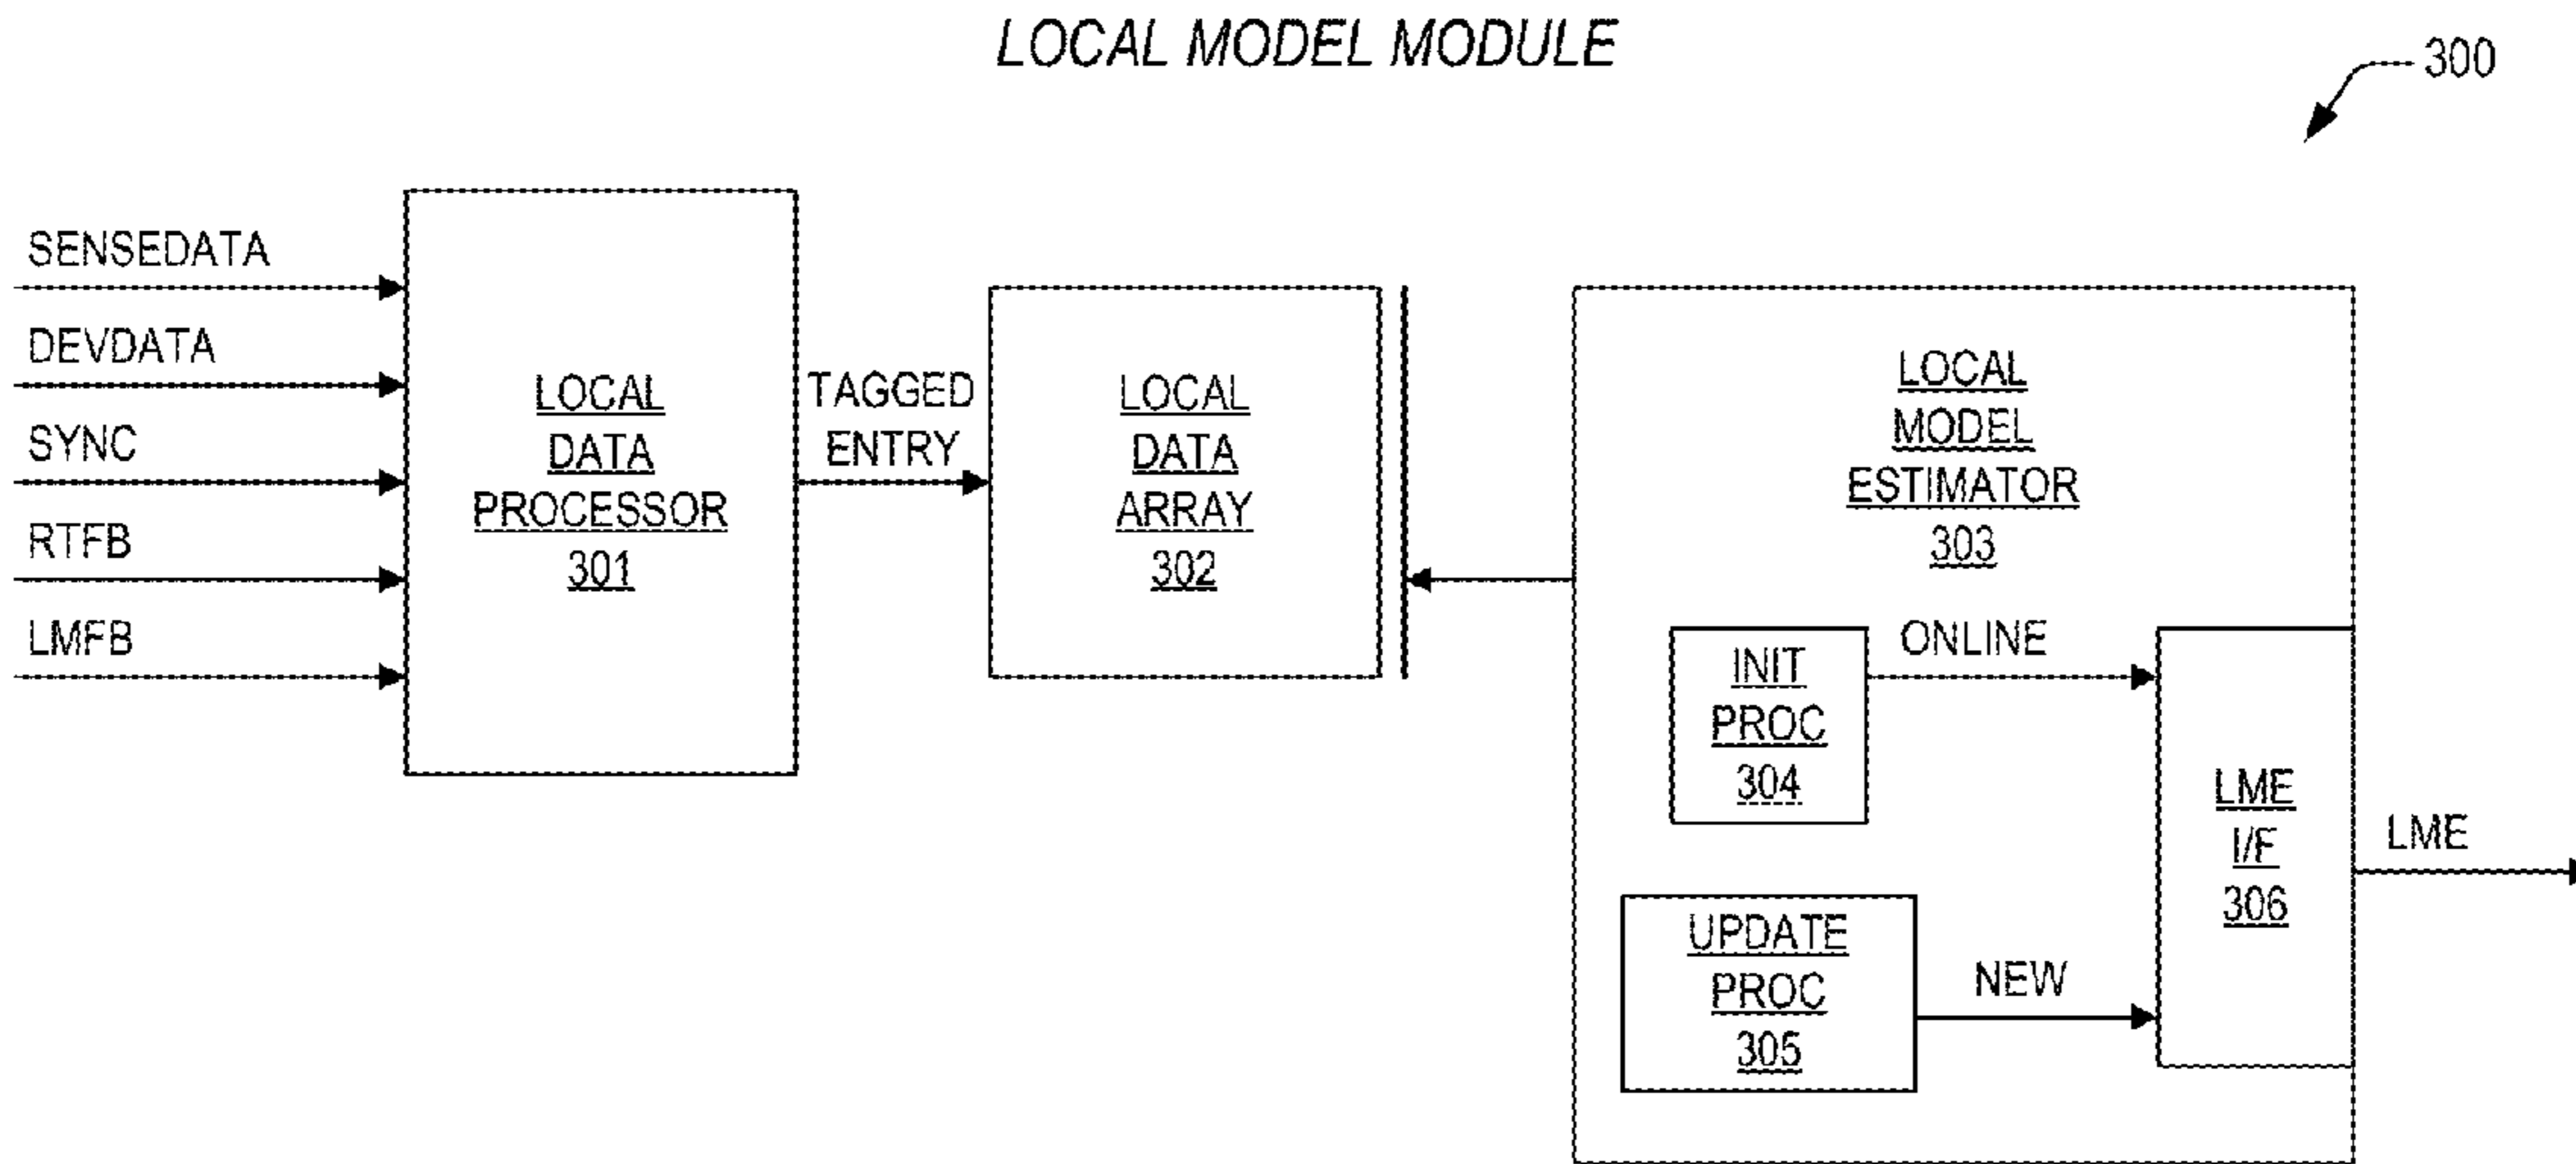 LOCAL MODEL MODULE
300
SENSEDATA
DEVDATA
SYNC
RTFB
LMFB
LOCAL
DATA
PROCESSOR
301
TAGGED
ENTRY
LOCAL
DATA
ARRAY
302
LOCAL
MODEL
ESTIMATOR
303
INIT
PROC
304
ONLINE
UPDATE
PROC
305
NEW
LME
I/F
306
LME